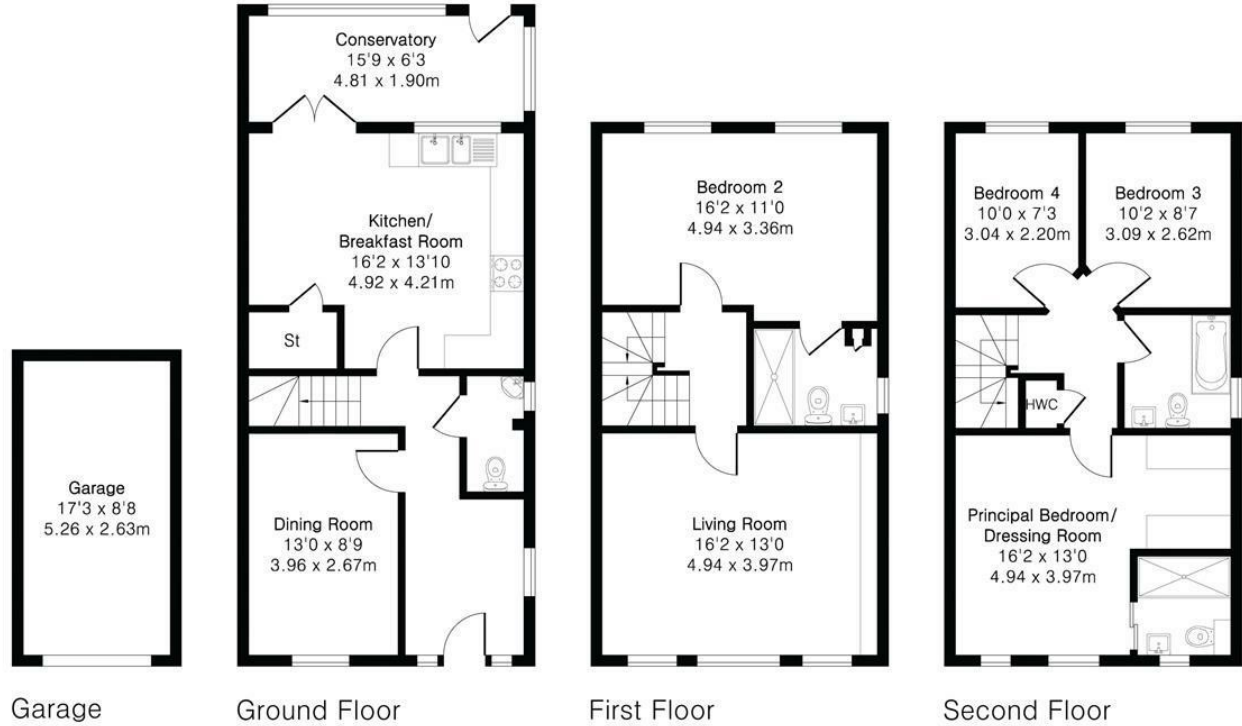 Conservatory
15'9 x 6'3
4.81 x 1.90m
Kitchen/
Breakfast Room
16'2 x 13'10
4.92 x 4.21m
St
Dining Room
13'0 x 8'9
3.96 x 2.67m
Garage
17'3 x 8'8
5.26 x 2.63m
Bedroom 2
16'2 x 11'0
4.94 x 3.36m
Living Room
16'2 x 13'0
4.94 x 3.97m
Bedroom 4
10'0 x 7'3
3.04 x 2.20m
Bedroom 3
10'2 x 8'7
3.09 x 2.62m
HWC
Principal Bedroom/
Dressing Room
16'2 x 13'0
4.94 x 3.97m
Garage
Ground Floor
First Floor
Second Floor